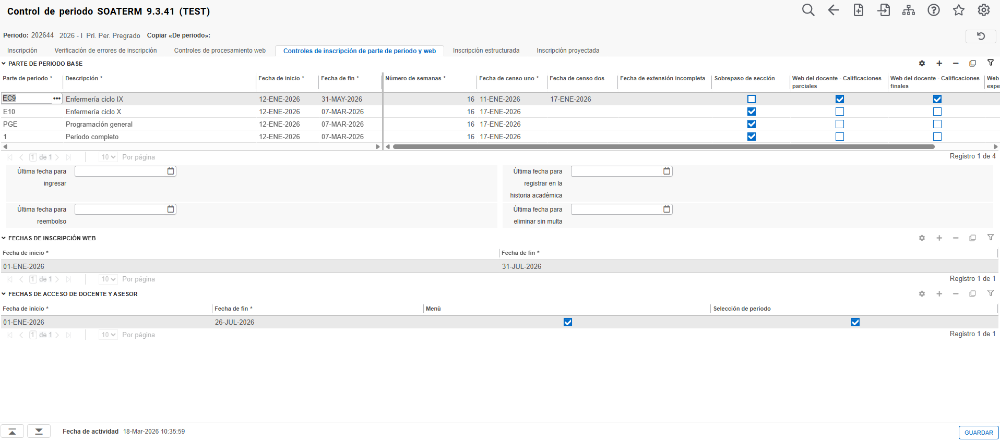 Control de periodo SOATERM 9.3.41 (TEST)
Periodo: 202644 2026 - I Pri. Per. Pregrado Copiar «De periodo»:
Inscripción Verificación de errores de inscripción Controles de procesamiento web Controles de inscripción de parte de periodo y web Inscripción estructurada Inscripción proyectada
PARTE DE PERIODO BASE
Parte de periodo * Descripción * Fecha de inicio * Fecha de fin * Número de semanas * Fecha de censo uno * Fecha de censo dos Fecha de extensión incompleta Sobrepaso de sección Web del docente - Calificaciones parciales Web del docente - Calificaciones finales Web espe
EC9 ••• Enfermería ciclo IX 12-ENE-2026 31-MAY-2026 16 11-ENE-2026 17-ENE-2026
E10 Enfermería ciclo X 12-ENE-2026 07-MAR-2026 16 17-ENE-2026
PGE Programación general 12-ENE-2026 07-MAR-2026 16 17-ENE-2026
1 Periodo completo 12-ENE-2026 07-MAR-2026 16 17-ENE-2026
1 de 1 10 Por página Registro 1 de 4
Última fecha para ingresar
Última fecha para registrar en la historia académica
Última fecha para reembolso
Última fecha para eliminar sin multa
FECHAS DE INSCRIPCIÓN WEB
Fecha de inicio * Fecha de fin *
01-ENE-2026 31-JUL-2026
1 de 1 10 Por página Registro 1 de 1
FECHAS DE ACCESO DE DOCENTE Y ASESOR
Fecha de inicio * Fecha de fin * Menú Selección de periodo
01-ENE-2026 26-JUL-2026
1 de 1 10 Por página Registro 1 de 1
Fecha de actividad 18-Mar-2026 10:35:59 GUARDAR